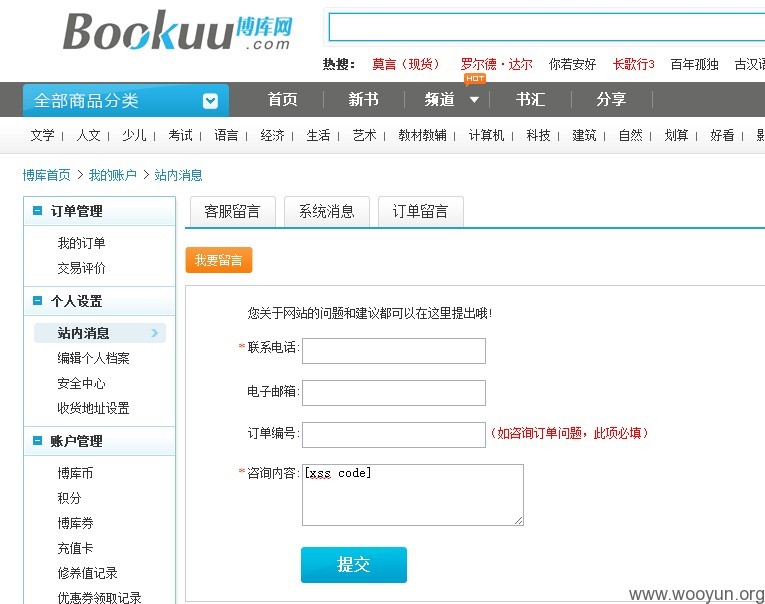 Bookuu博库网
.com
热搜： 莫言（现货） 罗尔德·达尔 你若安好 长歌行3 百年孤独 古汉语
HOT
全部商品分类 首页 新书 频道 书汇 分享
文学 人文 少儿 考试 语言 经济 生活 艺术 教材教辅 计算机 科技 建筑 自然 划算 好看
博库首页 > 我的账户 > 站内消息
订单管理
我的订单
交易评价
个人设置
站内消息
编辑个人档案
安全中心
收货地址设置
账户管理
博库币
积分
博库券
充值卡
修养值记录
优惠券领取记录
客服留言 系统消息 订单留言
我要留言
您关于网站的问题和建议都可以在这里提出哦!
*联系电话:
电子邮箱:
订单编号: （如咨询订单问题，此项必填）
*咨询内容: [xss code]
提交
www.wooyun.org